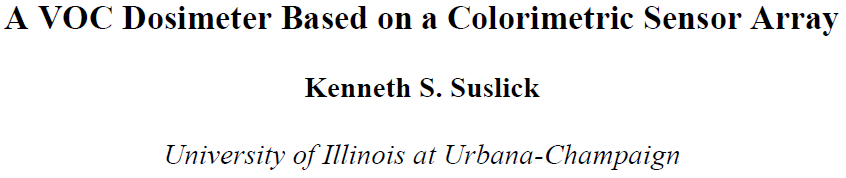 A VOC Dosimeter Based on a Colorimetric Sensor Array
Kenneth S. Suslick
University of Illinois at Urbana-Champaign